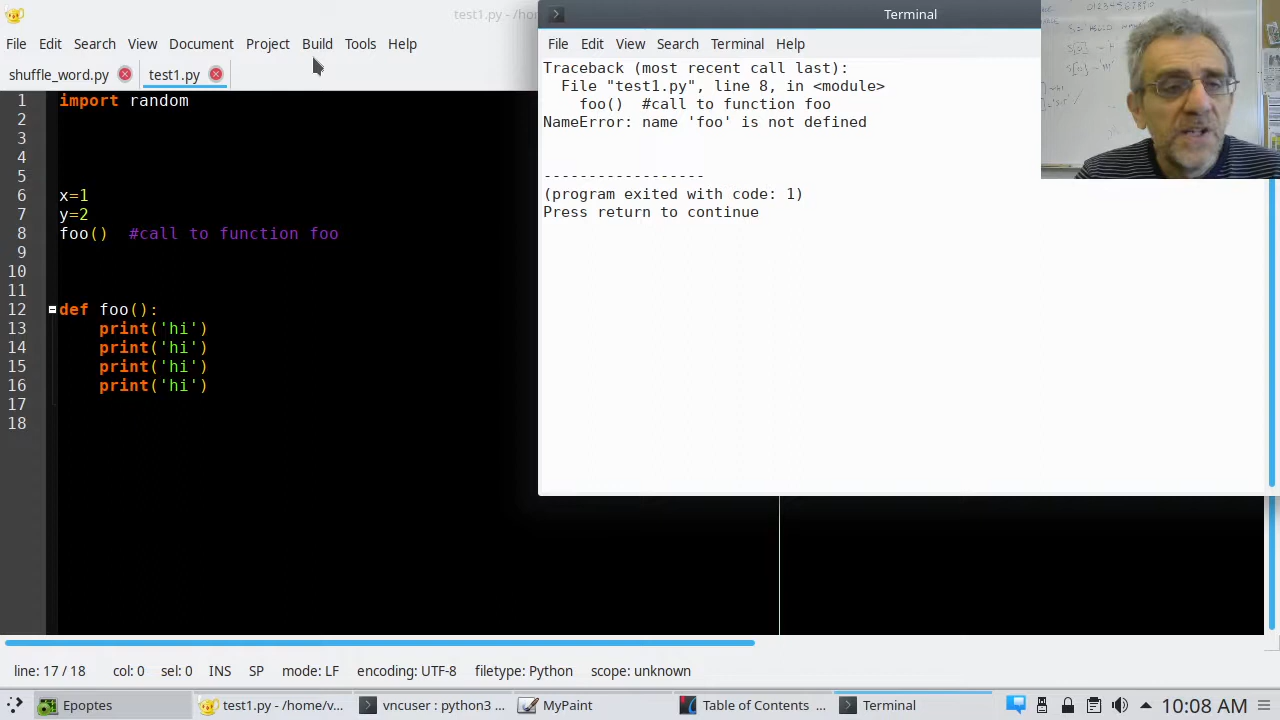 test1.py - /ho
Terminal
File Edit Search View Document Project Build Tools Help
File Edit View Search Terminal Help
shuffle_word.py test1.py
Traceback (most recent call last):
File "test1.py", line 8, in <module>
foo() #call to function foo
NameError: name 'foo' is not defined
------------------
(program exited with code: 1)
Press return to continue
1 import random
2
3
4
5
6 x=1
7 y=2
8 foo() #call to function foo
9
10
11
12 def foo():
13 print('hi')
14 print('hi')
15 print('hi')
16 print('hi')
17
18
line: 17 / 18 col: 0 sel: 0 INS SP mode: LF encoding: UTF-8 filetype: Python scope: unknown
Epoptes test1.py - /home/v... vncuser : python3 ... MyPaint Table of Contents ... Terminal 10:08 AM